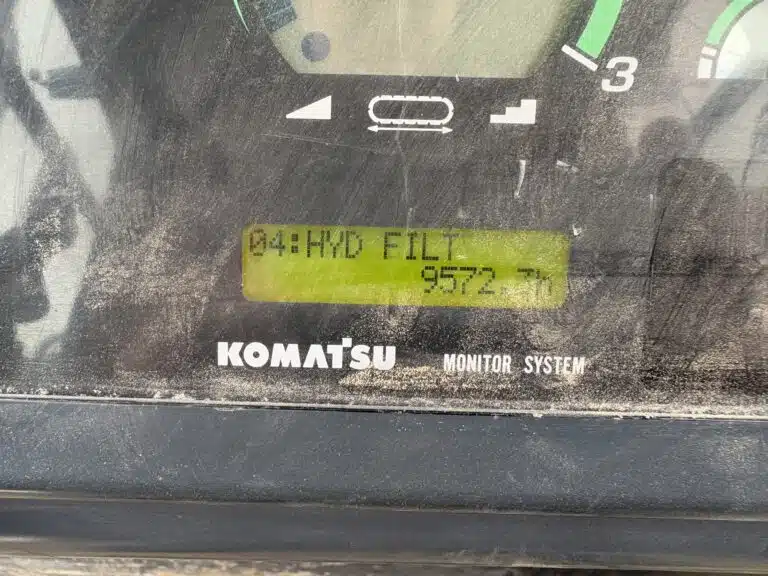 3
04:HYD FILT
9572.7h
KOMATSU MONITOR SYSTEM